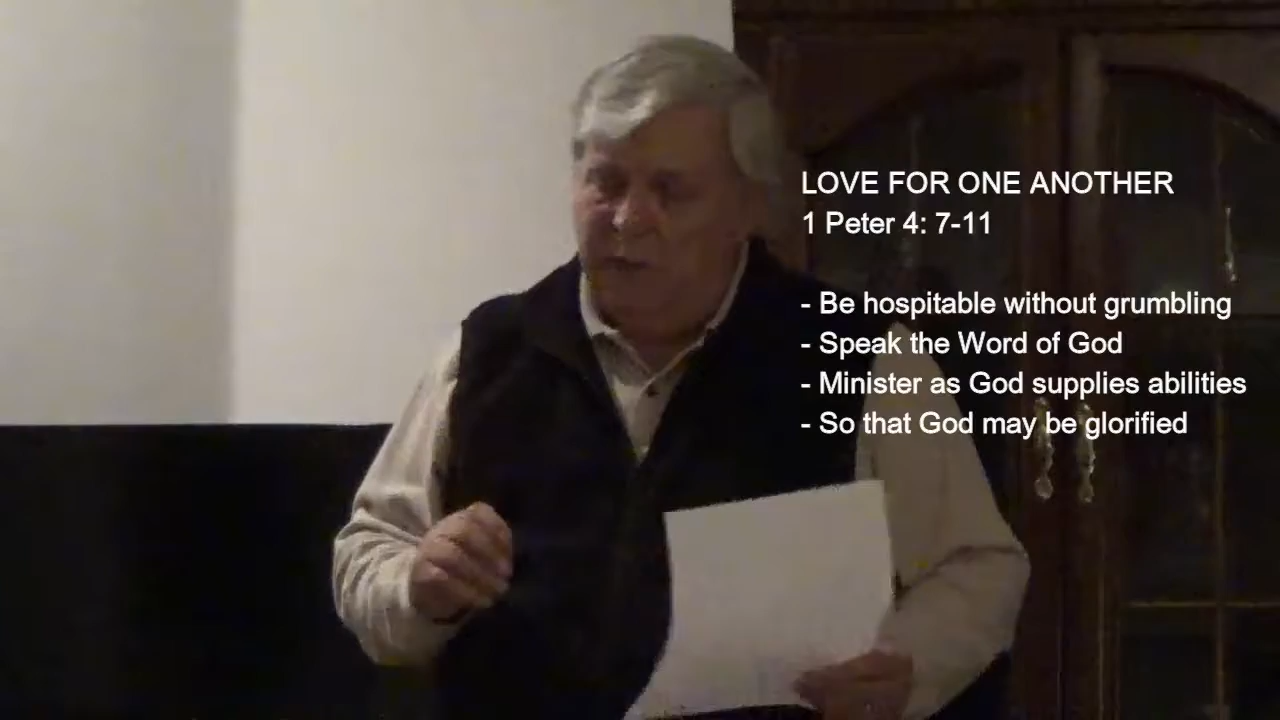 LOVE FOR ONE ANOTHER
1 Peter 4: 7-11
- Be hospitable without grumbling
- Speak the Word of God
- Minister as God supplies abilities
- So that God may be glorified